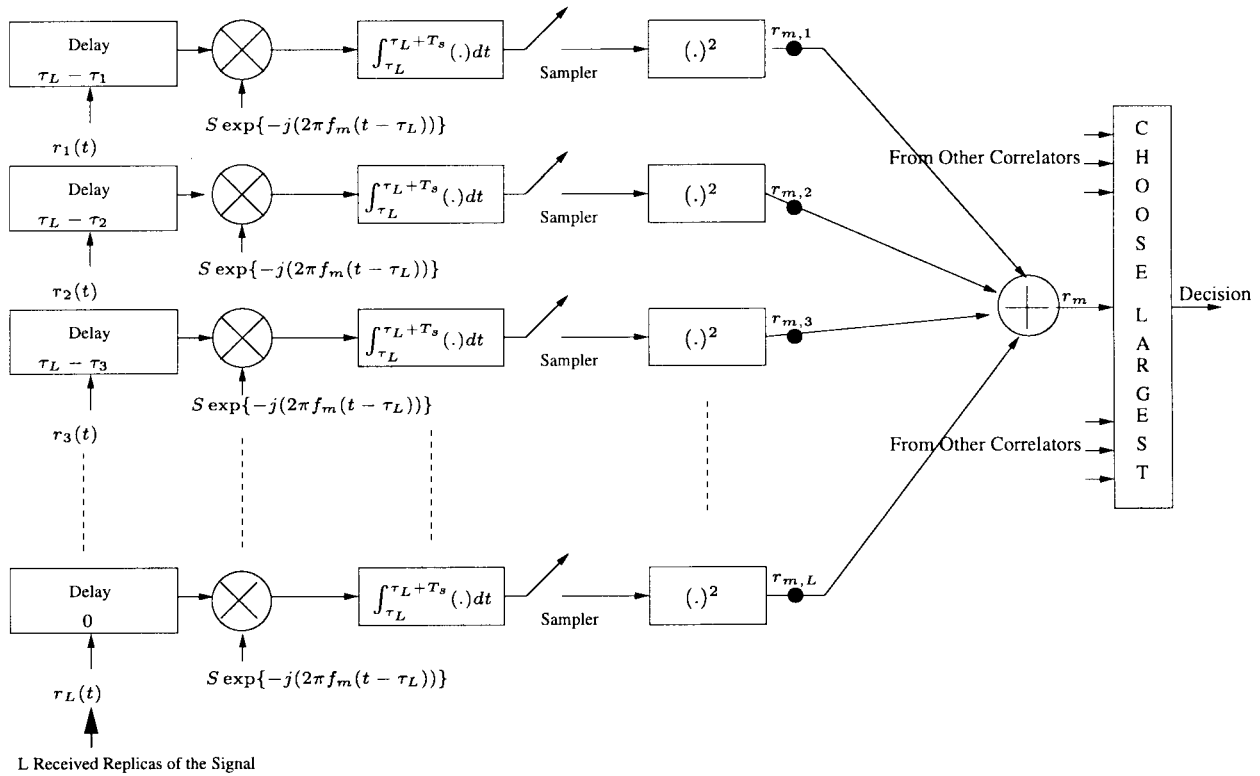 Delay
τ_L − τ_1
∫_{τ_L}^{τ_L+T_s}(.)dt
Sampler
(.)^2
r_{m,1}
S exp{−j(2πf_m(t − τ_L))}
r_1(t)
Delay
τ_L − τ_2
∫_{τ_L}^{τ_L+T_s}(.)dt
Sampler
(.)^2
r_{m,2}
S exp{−j(2πf_m(t − τ_L))}
r_2(t)
Delay
τ_L − τ_3
∫_{τ_L}^{τ_L+T_s}(.)dt
Sampler
(.)^2
r_{m,3}
S exp{−j(2πf_m(t − τ_L))}
r_3(t)
Delay
0
∫_{τ_L}^{τ_L+T_s}(.)dt
Sampler
(.)^2
r_{m,L}
S exp{−j(2πf_m(t − τ_L))}
r_L(t)
L Received Replicas of the Signal
From Other Correlators
r_m
From Other Correlators
CHOOSE LARGEST
Decision